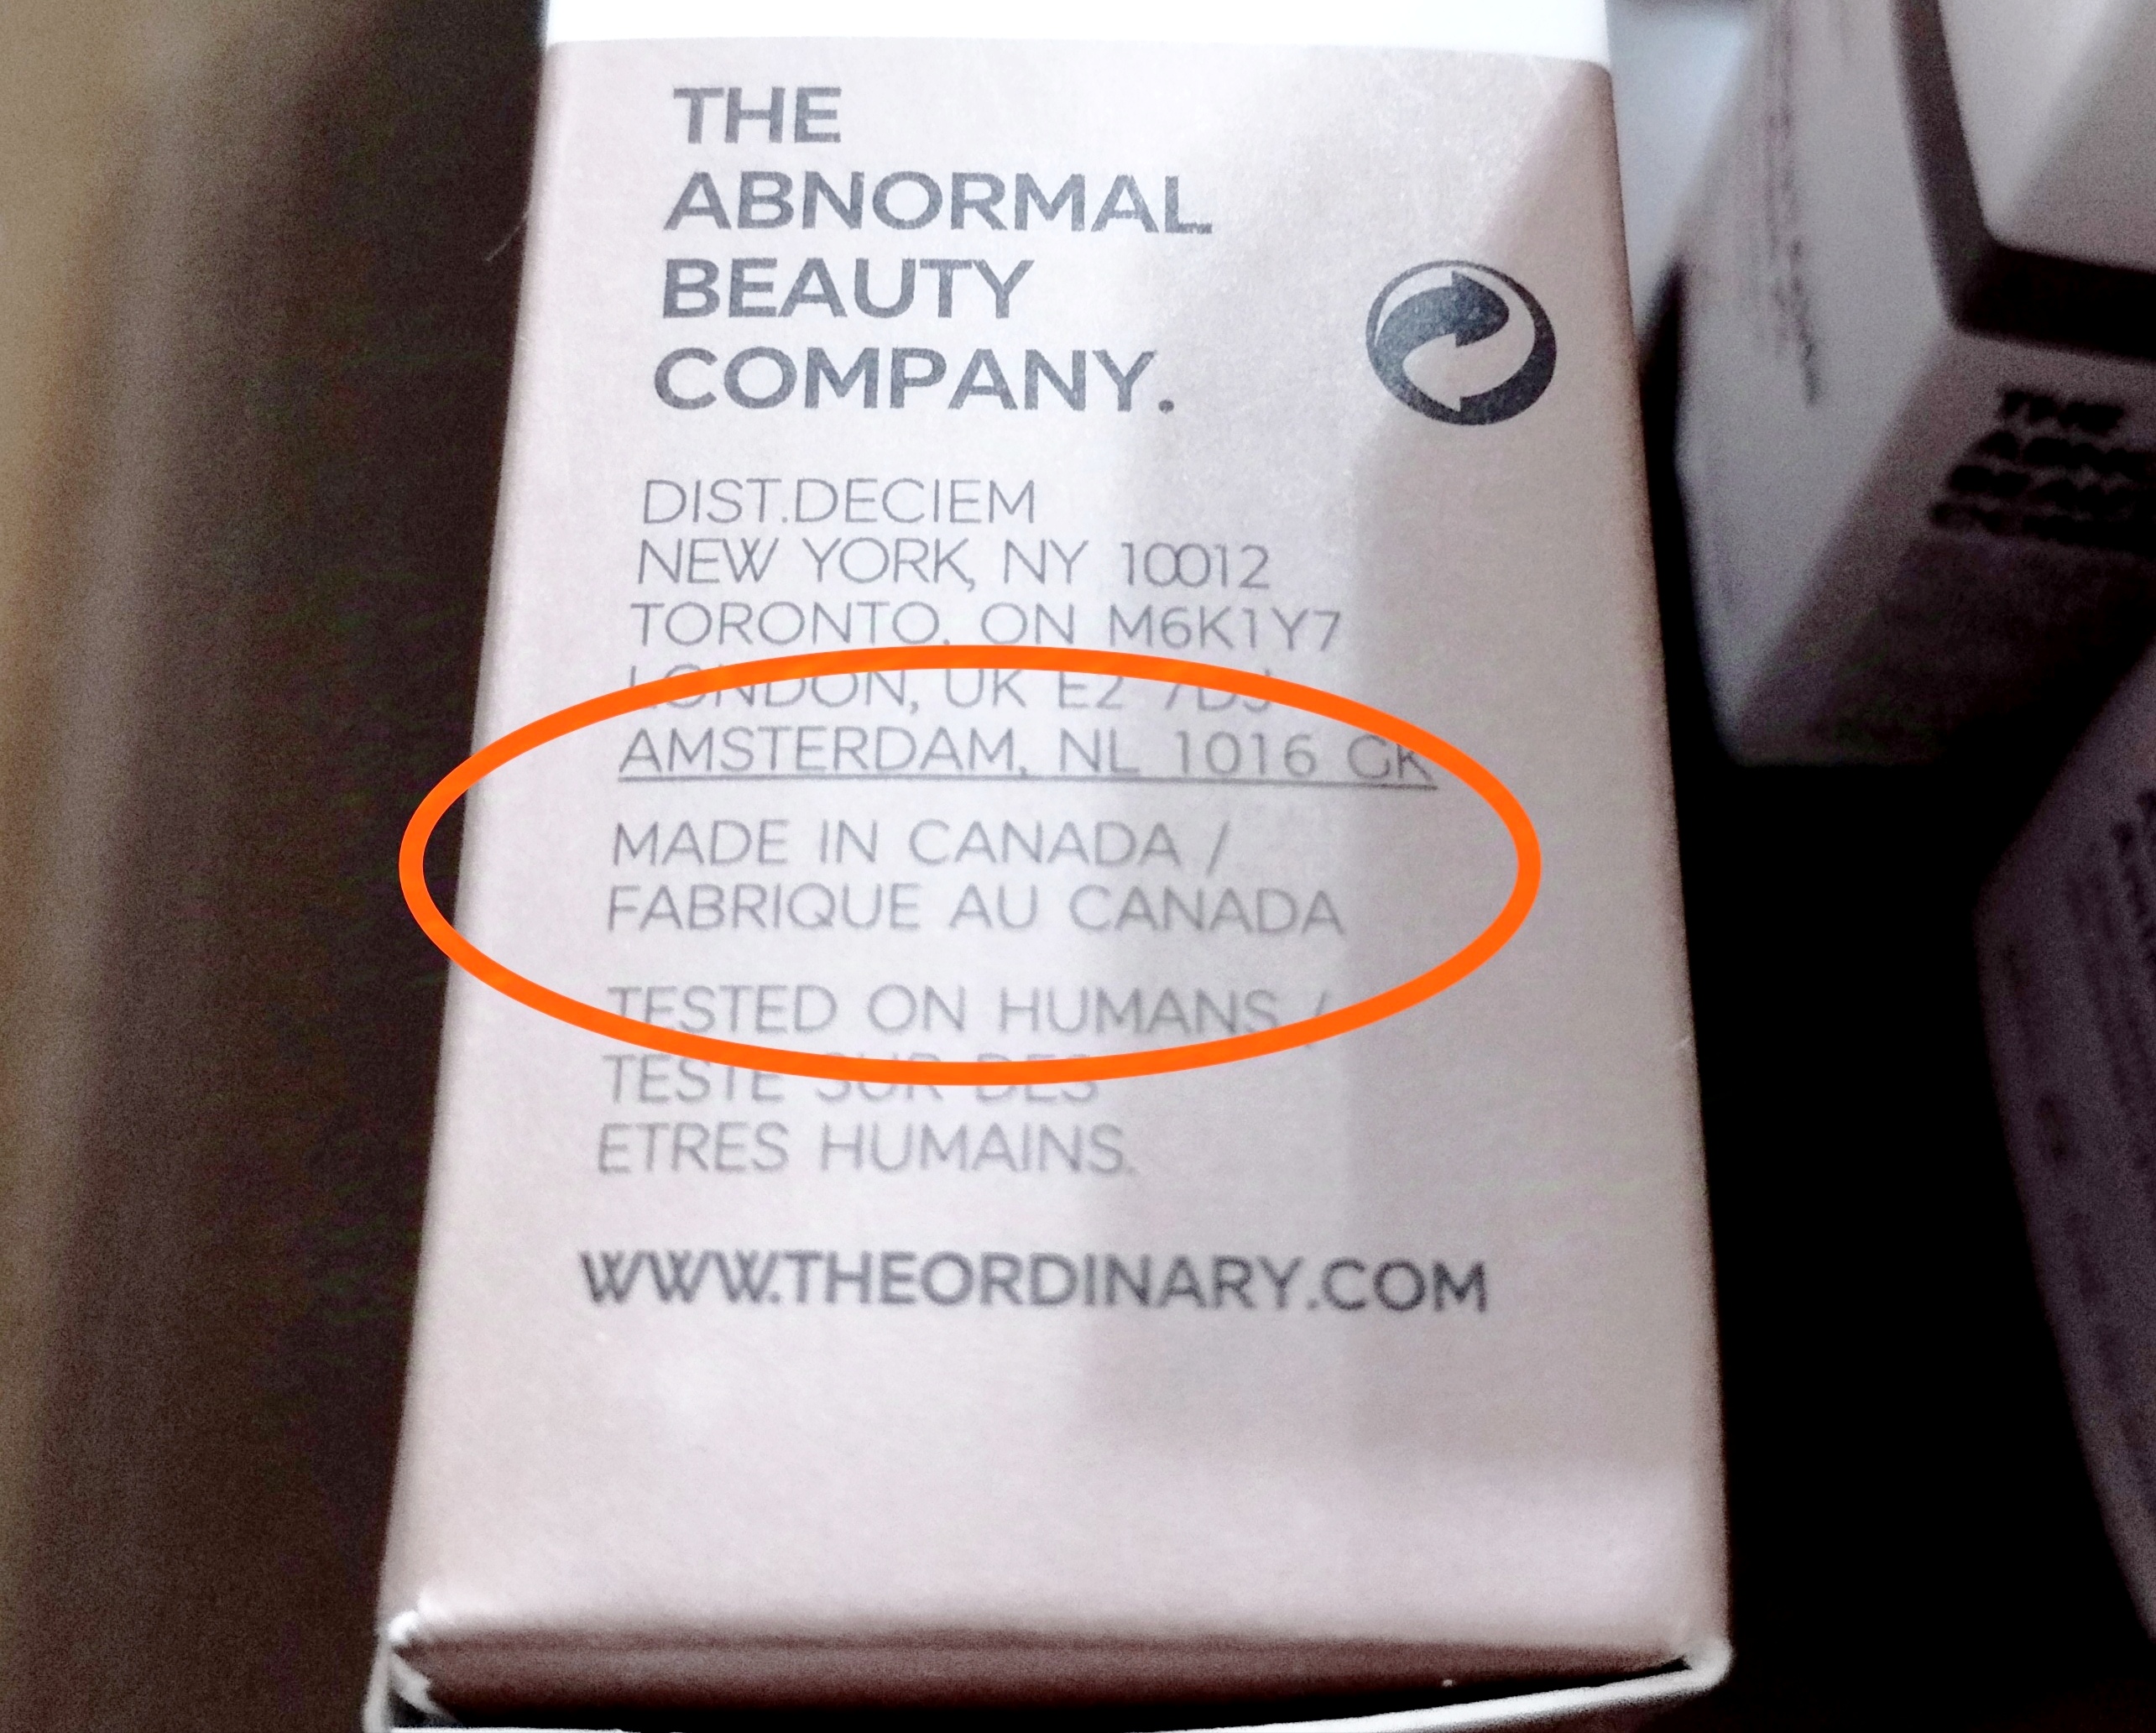 THE
ABNORMAL
BEAUTY
COMPANY.
DIST.DECIEM
NEW YORK, NY 10012
TORONTO, ON M6K1Y7
LONDON, UK E2 7DJ
AMSTERDAM, NL 1016 GK
MADE IN CANADA /
FABRIQUE AU CANADA
TESTED ON HUMANS /
TESTE SUR DES
ETRES HUMAINS.
WWW.THEORDINARY.COM
THE